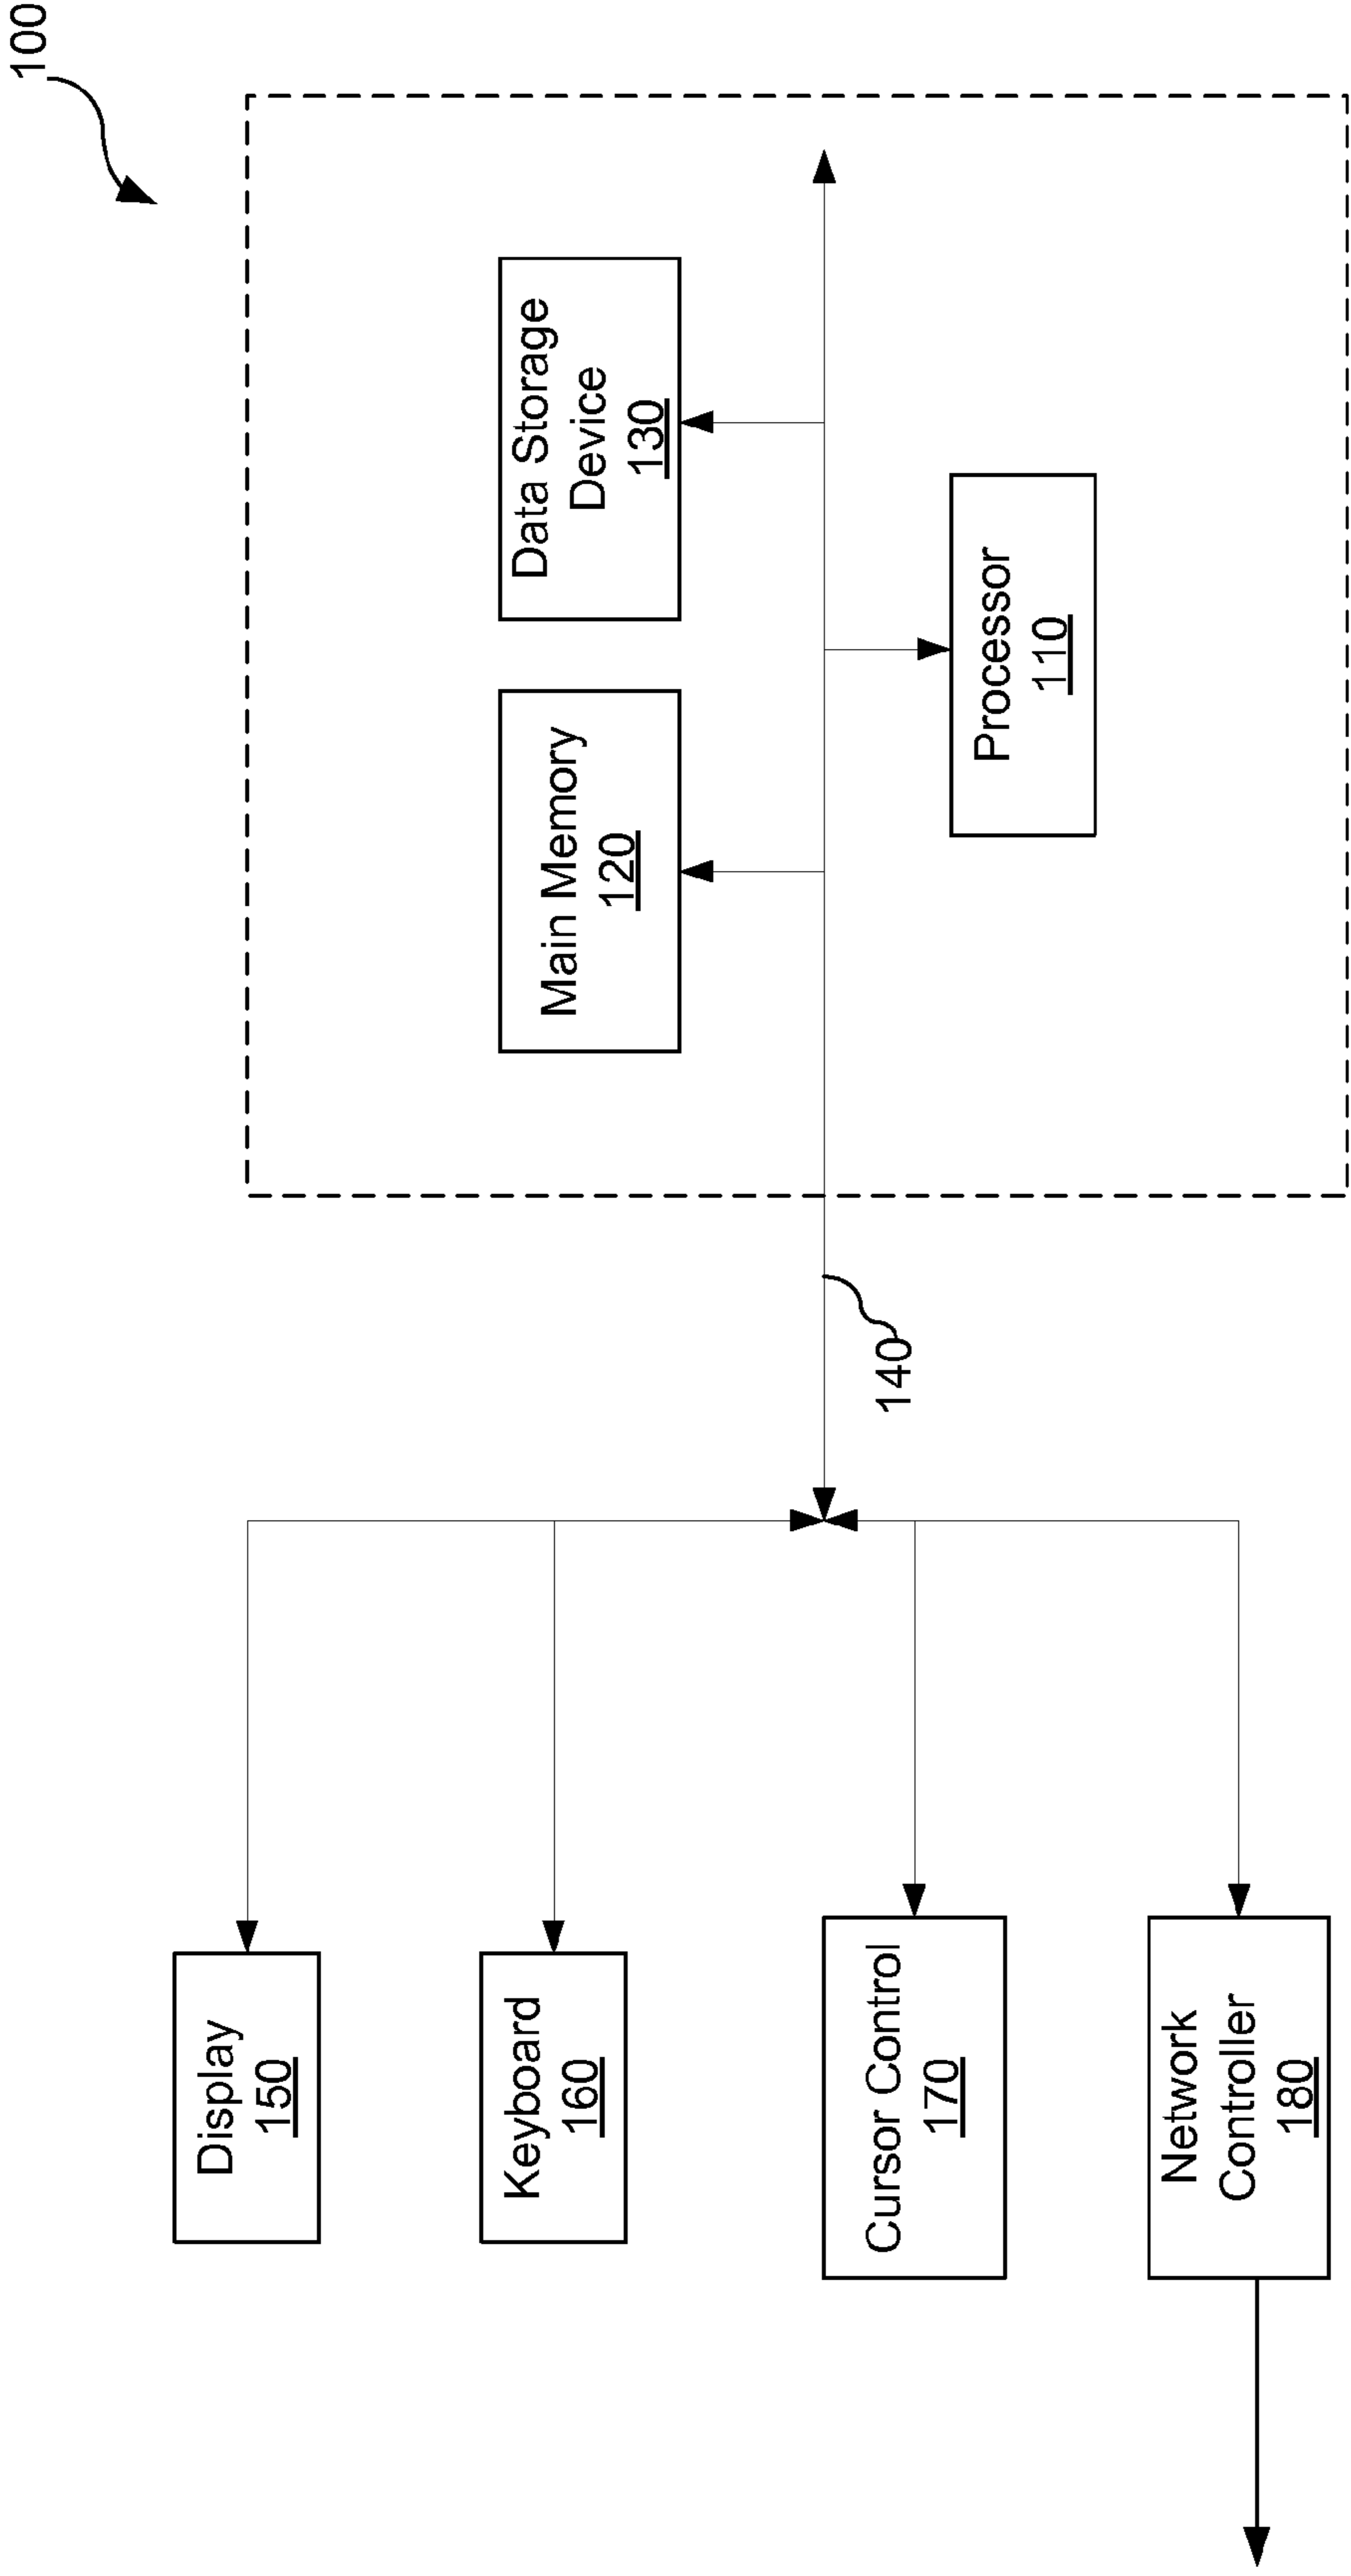 100
Data Storage
Device
130
Main Memory
120
Processor
110
140
Display
150
Keyboard
160
Cursor Control
170
Network
Controller
180